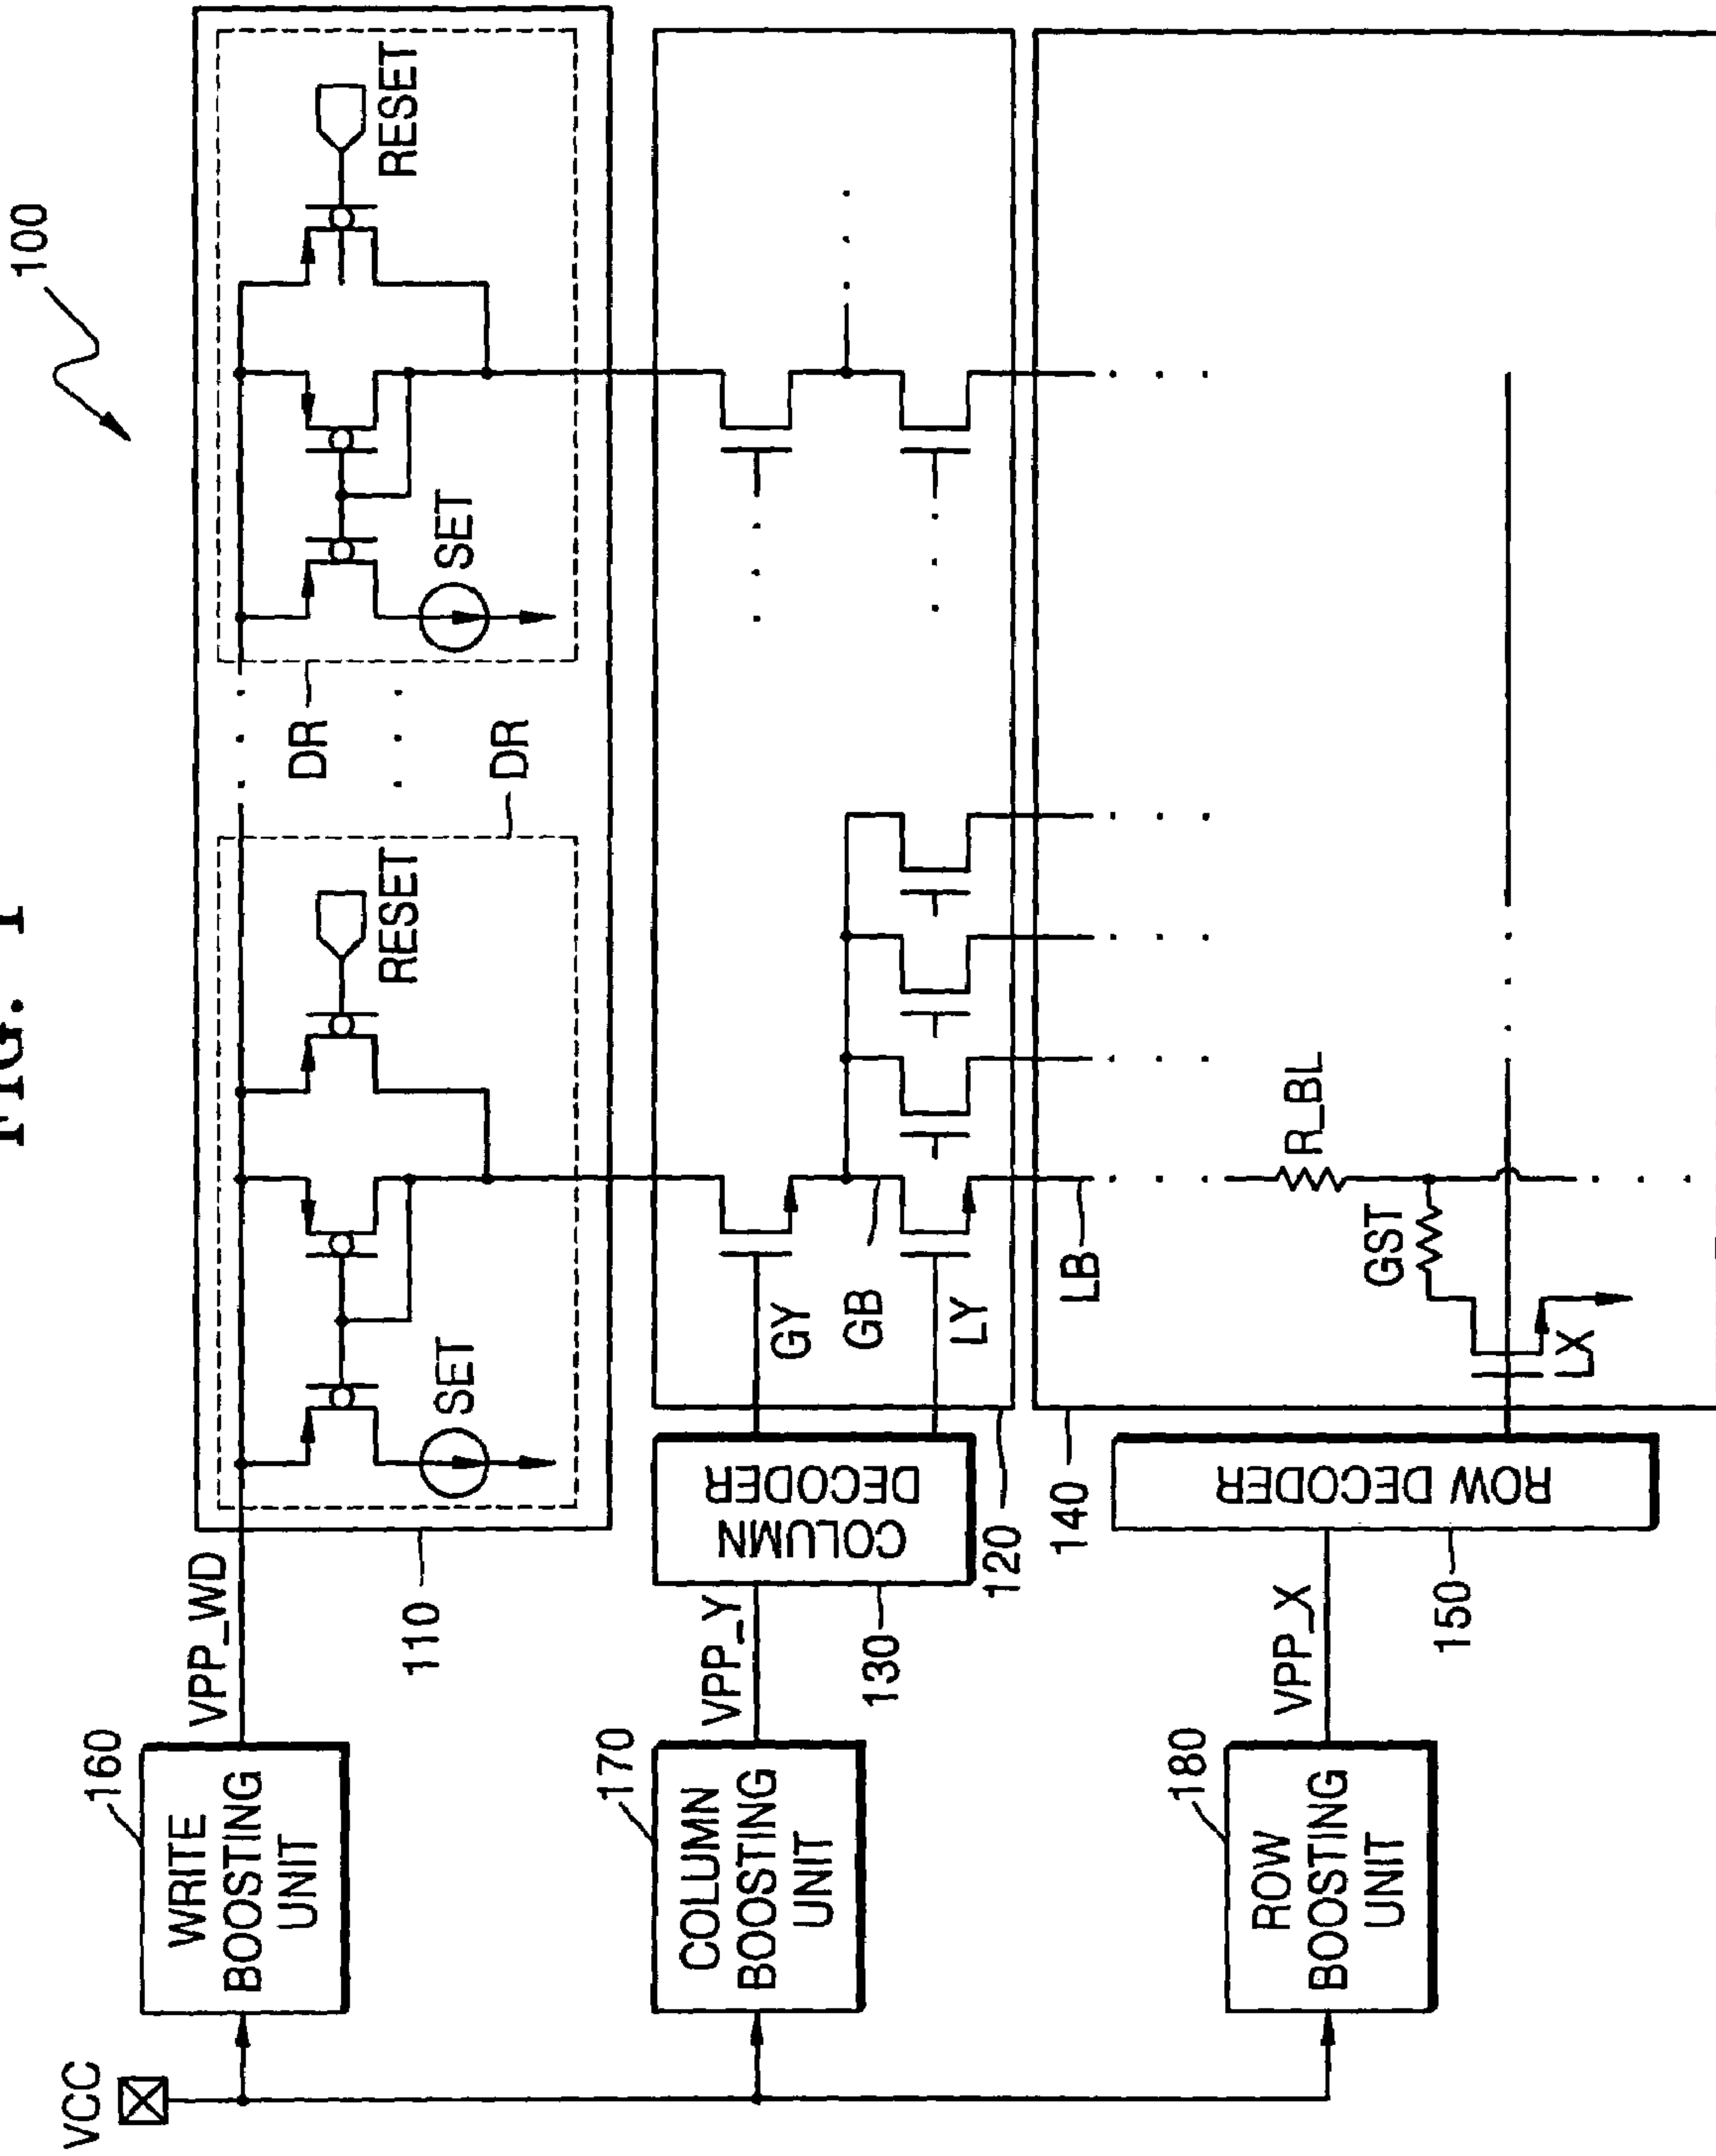 FIG. 1
100
VCC
160
WRITE
BOOSTING
UNIT
VPP_WD
110
SET
RESET
DR
DR
SET
RESET
170
COLUMN
BOOSTING
UNIT
VPP_Y
130
COLUMN
DECODER
120
GY
GB
LY
180
ROW
BOOSTING
UNIT
VPP_X
150
ROW DECODER
140
LB
R_BL
GST
LX